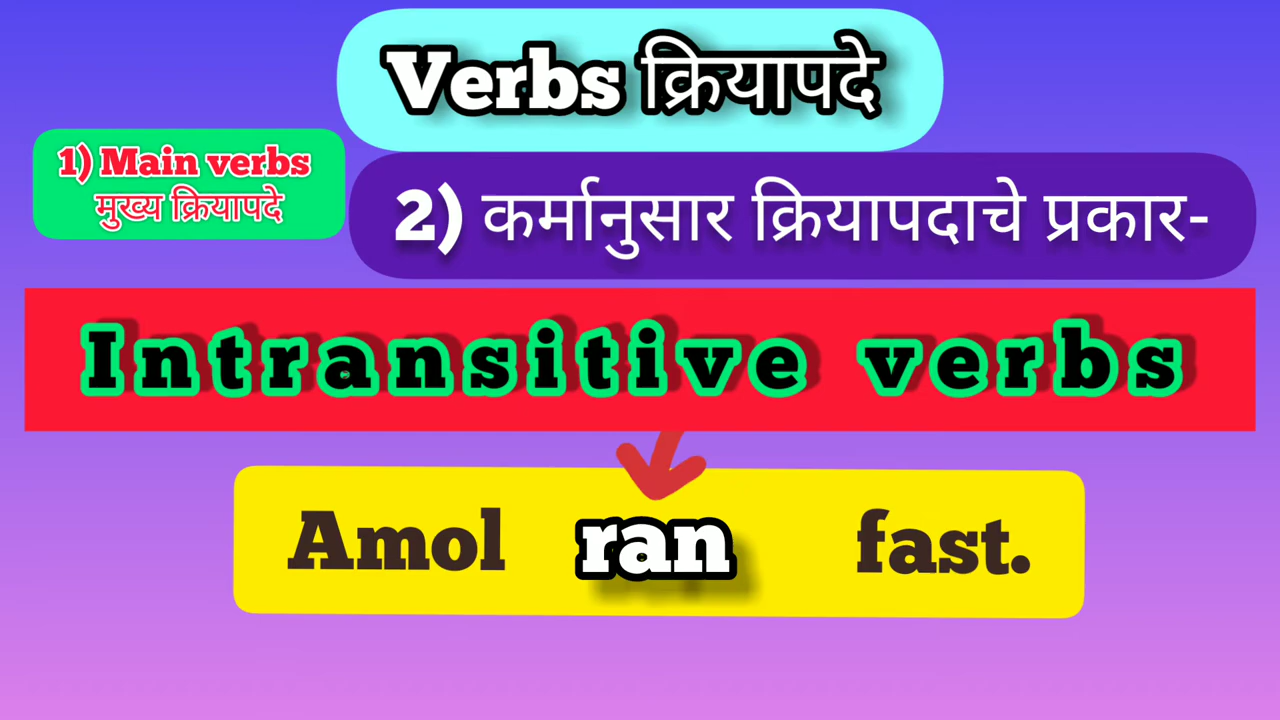 Verbs क्रियापदे
1) Main verbs
मुख्य क्रियापदे
2) कर्मानुसार क्रियापदाचे प्रकार-
Intransitive verbs
Amol ran fast.